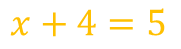 x + 4 = 5